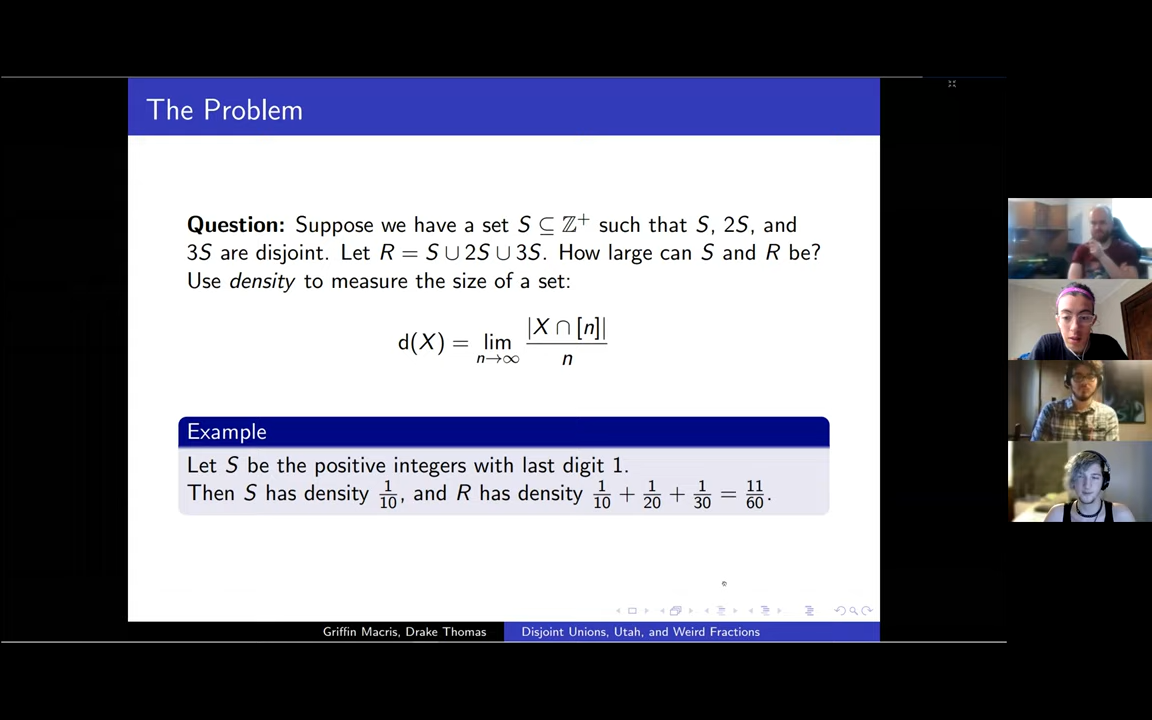 The Problem
Question: Suppose we have a set S ⊆ ℤ⁺ such that S, 2S, and
3S are disjoint. Let R = S ∪ 2S ∪ 3S. How large can S and R be?
Use density to measure the size of a set:
d(X) = lim_{n→∞} |X ∩ [n]| / n
Example
Let S be the positive integers with last digit 1.
Then S has density 1/10, and R has density 1/10 + 1/20 + 1/30 = 11/60.
Griffin Macris, Drake Thomas
Disjoint Unions, Utah, and Weird Fractions